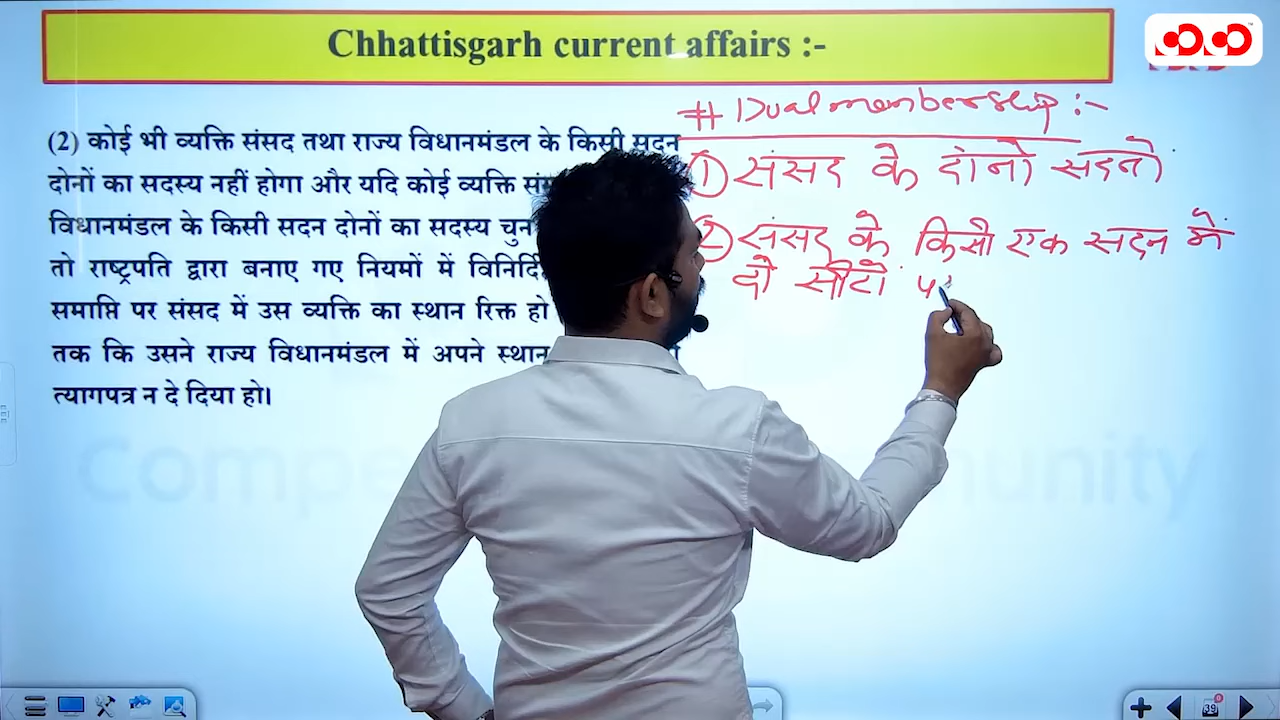 Chhattisgarh current affairs :-
(2) कोई भी व्यक्ति संसद तथा राज्य विधानमंडल के किसी सदन
दोनों का सदस्य नहीं होगा और यदि कोई व्यक्ति
विधानमंडल के किसी सदन दोनों का सदस्य
तो राष्ट्रपति द्वारा बनाए गए नियमों में
समाप्ति पर संसद में उस व्यक्ति का स्थान रिक्त हो
तक कि उसने राज्य विधानमंडल में अपने स्थान
त्यागपत्र न दे दिया हो।
# Dual membership :-
1 संसद के दोनो सदनो
2 संसद के किसी एक सदन में
दो सीटों
39